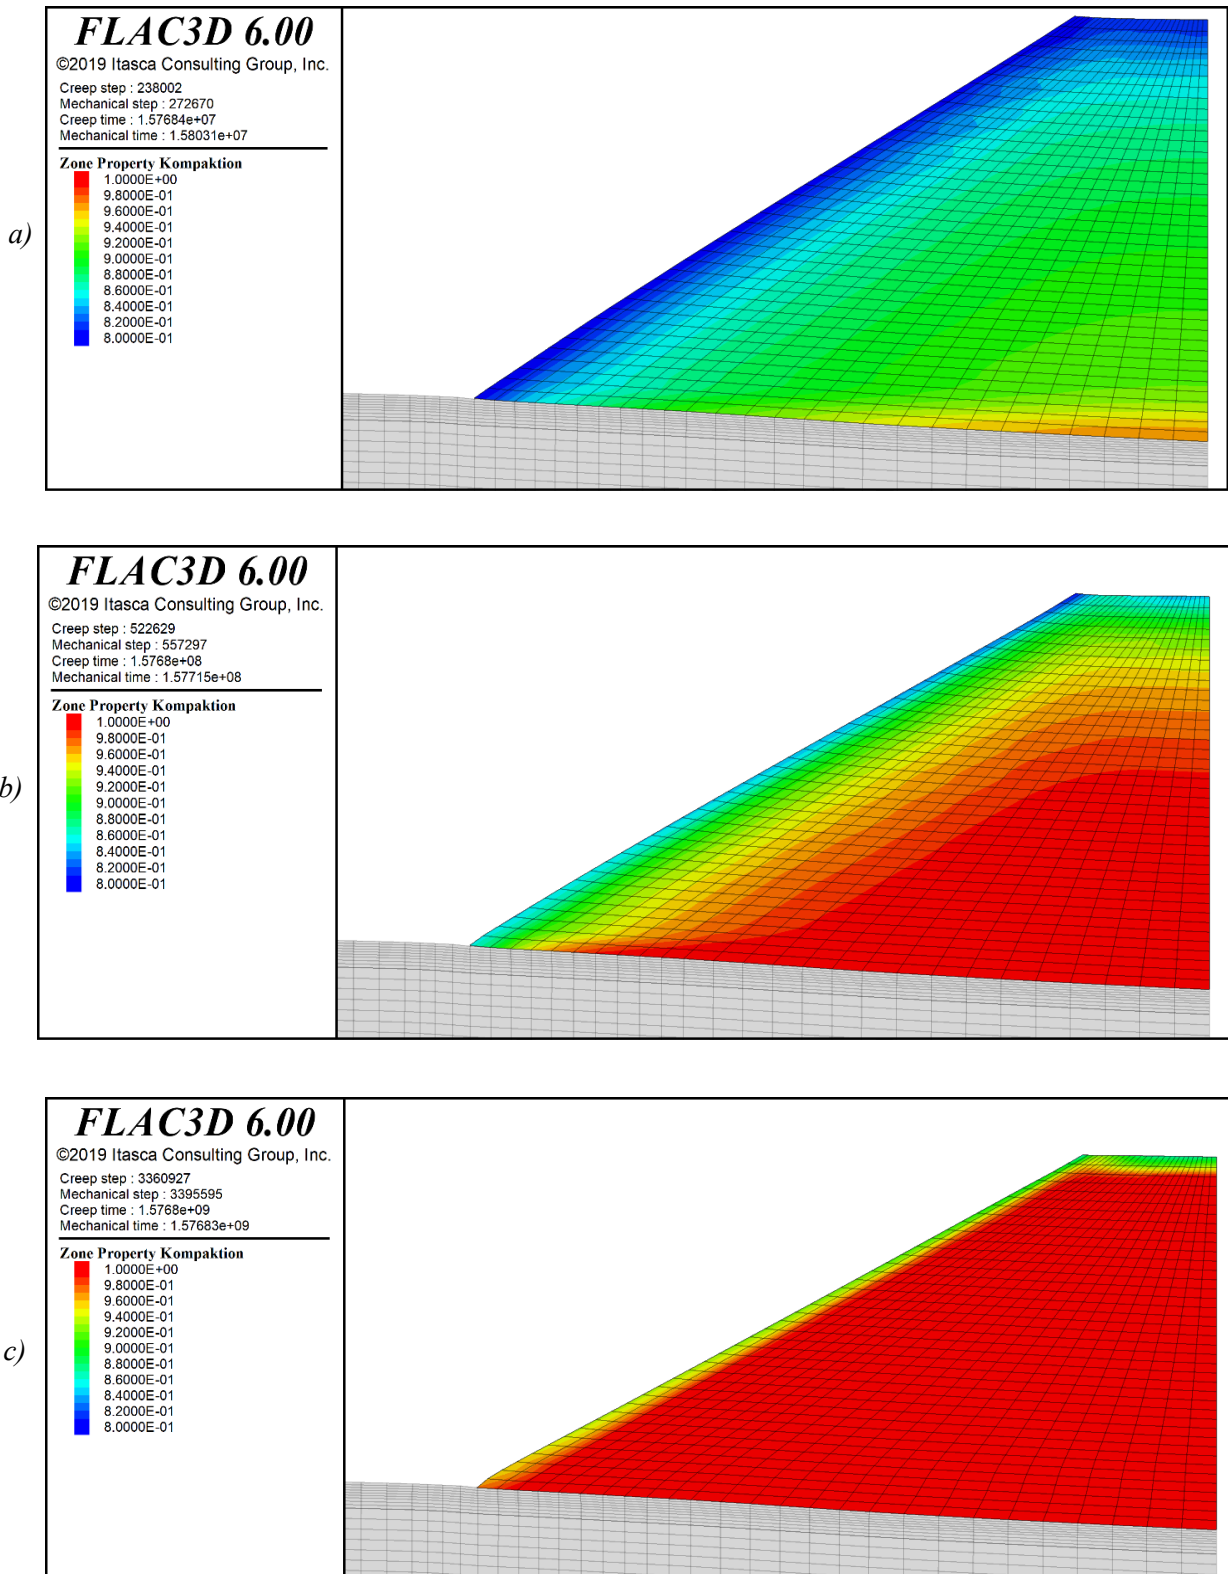 a)
FLAC3D 6.00
©2019 Itasca Consulting Group, Inc.
Creep step : 238002
Mechanical step : 272670
Creep time : 1.57684e+07
Mechanical time : 1.58031e+07
Zone Property Kompaktion
1.0000E+00
9.8000E-01
9.6000E-01
9.4000E-01
9.2000E-01
9.0000E-01
8.8000E-01
8.6000E-01
8.4000E-01
8.2000E-01
8.0000E-01
b)
FLAC3D 6.00
©2019 Itasca Consulting Group, Inc.
Creep step : 522629
Mechanical step : 557297
Creep time : 1.5768e+08
Mechanical time : 1.57715e+08
Zone Property Kompaktion
1.0000E+00
9.8000E-01
9.6000E-01
9.4000E-01
9.2000E-01
9.0000E-01
8.8000E-01
8.6000E-01
8.4000E-01
8.2000E-01
8.0000E-01
c)
FLAC3D 6.00
©2019 Itasca Consulting Group, Inc.
Creep step : 3360927
Mechanical step : 3395595
Creep time : 1.5768e+09
Mechanical time : 1.57683e+09
Zone Property Kompaktion
1.0000E+00
9.8000E-01
9.6000E-01
9.4000E-01
9.2000E-01
9.0000E-01
8.8000E-01
8.6000E-01
8.4000E-01
8.2000E-01
8.0000E-01